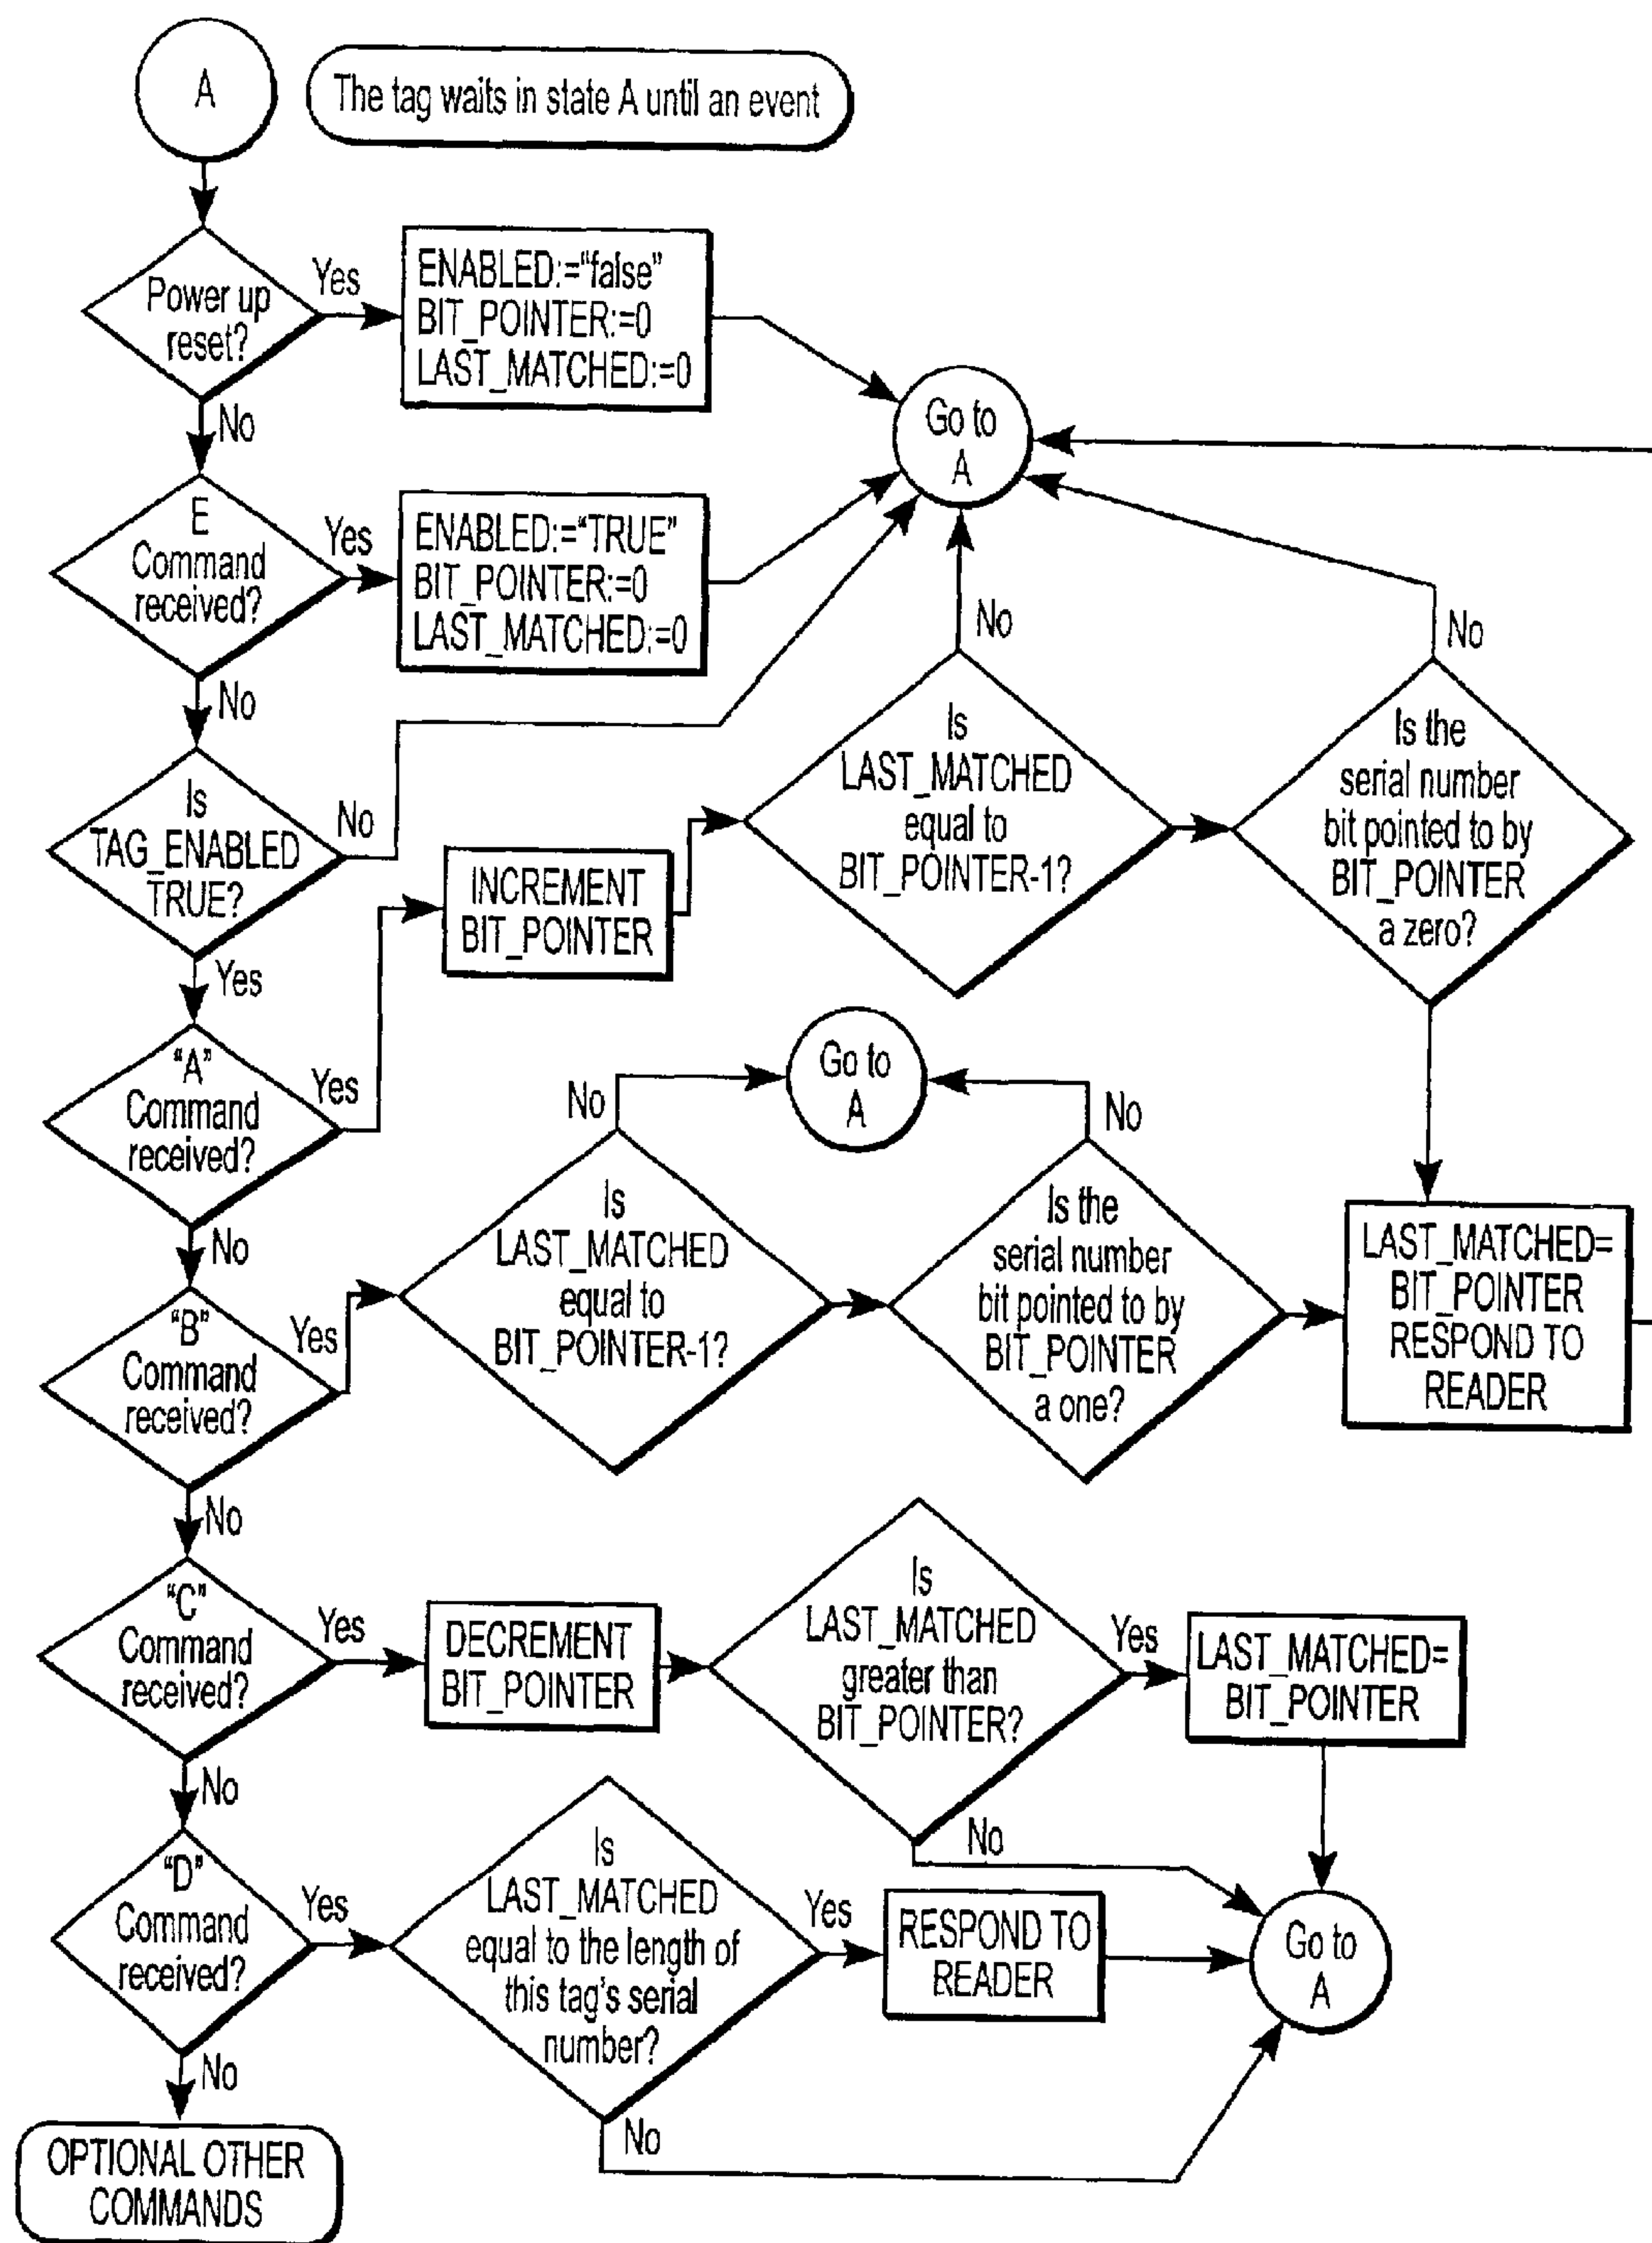 A
The tag waits in state A until an event
Power up
reset?
Yes
ENABLED:="false"
BIT_POINTER:=0
LAST_MATCHED:=0
Go to
A
No
E
Command
received?
Yes
ENABLED:="TRUE"
BIT_POINTER:=0
LAST_MATCHED:=0
No
Is
TAG_ENABLED
TRUE?
No
Yes
"A"
Command
received?
Yes
INCREMENT
BIT_POINTER
Is
LAST_MATCHED
equal to
BIT_POINTER-1?
No
Is the
serial number
bit pointed to by
BIT_POINTER
a zero?
No
No
"B"
Command
received?
Yes
Is
LAST_MATCHED
equal to
BIT_POINTER-1?
No
Go to
A
Is the
serial number
bit pointed to by
BIT_POINTER
a one?
No
LAST_MATCHED=
BIT_POINTER
RESPOND TO
READER
No
"C"
Command
received?
Yes
DECREMENT
BIT_POINTER
Is
LAST_MATCHED
greater than
BIT_POINTER?
Yes
LAST_MATCHED=
BIT_POINTER
No
No
"D"
Command
received?
Yes
Is
LAST_MATCHED
equal to the length of
this tag's serial
number?
Yes
RESPOND TO
READER
Go to
A
No
No
OPTIONAL OTHER
COMMANDS